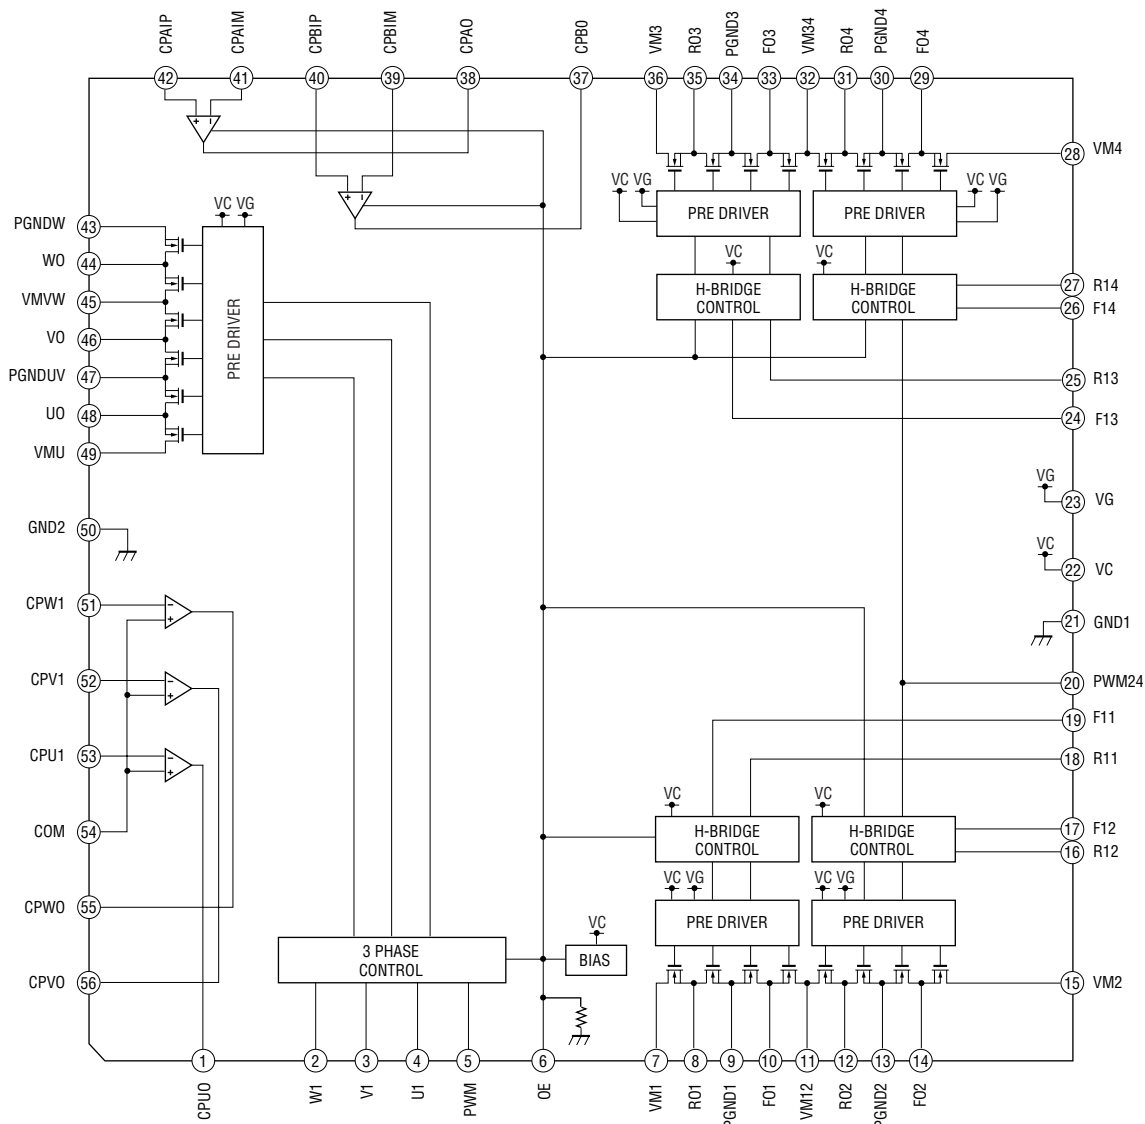 CPAIP
CPAIM
CPBIP
CPBIM
CPAO
CPB0
VM3
RO3
PGND3
FO3
VM34
RO4
PGND4
FO4
42
41
40
39
38
37
36
35
34
33
32
31
30
29
+ −
+ −
28 VM4
VC VG
PRE DRIVER
PRE DRIVER
VC VG
PGNDW 43
WO 44
VMVW 45
VO 46
PGNDUV 47
UO 48
VMU 49
VC VG
PRE DRIVER
VC
H-BRIDGE
CONTROL
VC
H-BRIDGE
CONTROL
27 R14
26 F14
25 R13
24 F13
VG
23 VG
VC
22 VC
21 GND1
20 PWM24
19 F11
18 R11
17 F12
16 R12
GND2 50
CPW1 51
− +
CPV1 52
− +
CPU1 53
− +
COM 54
CPWO 55
CPVO 56
VC
H-BRIDGE
CONTROL
VC
H-BRIDGE
CONTROL
VC VG
PRE DRIVER
VC VG
PRE DRIVER
3 PHASE
CONTROL
VC
BIAS
15 VM2
1
2
3
4
5
6
7
8
9
10
11
12
13
14
CPUO
W1
V1
U1
PWM
OE
VM1
RO1
PGND1
FO1
VM12
RO2
PGND2
FO2